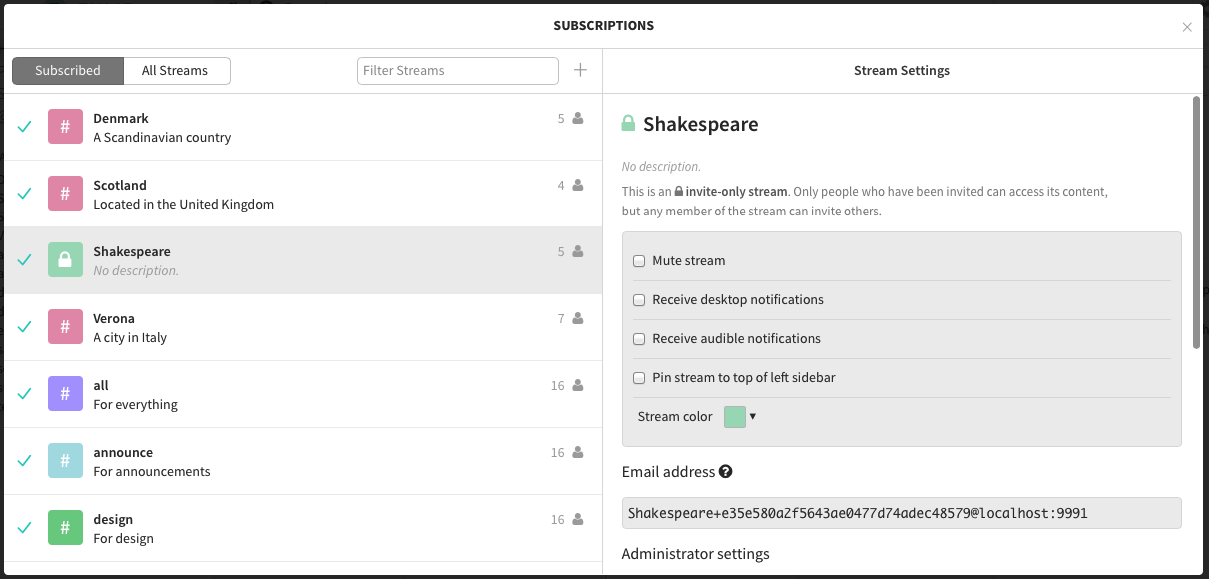 SUBSCRIPTIONS
×
Subscribed
All Streams
Filter Streams
+
Stream Settings
#
Denmark
5
A Scandinavian country
#
Scotland
4
Located in the United Kingdom
Shakespeare
5
No description.
#
Verona
7
A city in Italy
#
all
16
For everything
#
announce
16
For announcements
#
design
16
For design
Shakespeare
No description.
This is an invite-only stream. Only people who have been invited can access its content,
but any member of the stream can invite others.
Mute stream
Receive desktop notifications
Receive audible notifications
Pin stream to top of left sidebar
Stream color
Email address ?
Shakespeare+e35e580a2f5643ae0477d74adec48579@localhost:9991
Administrator settings